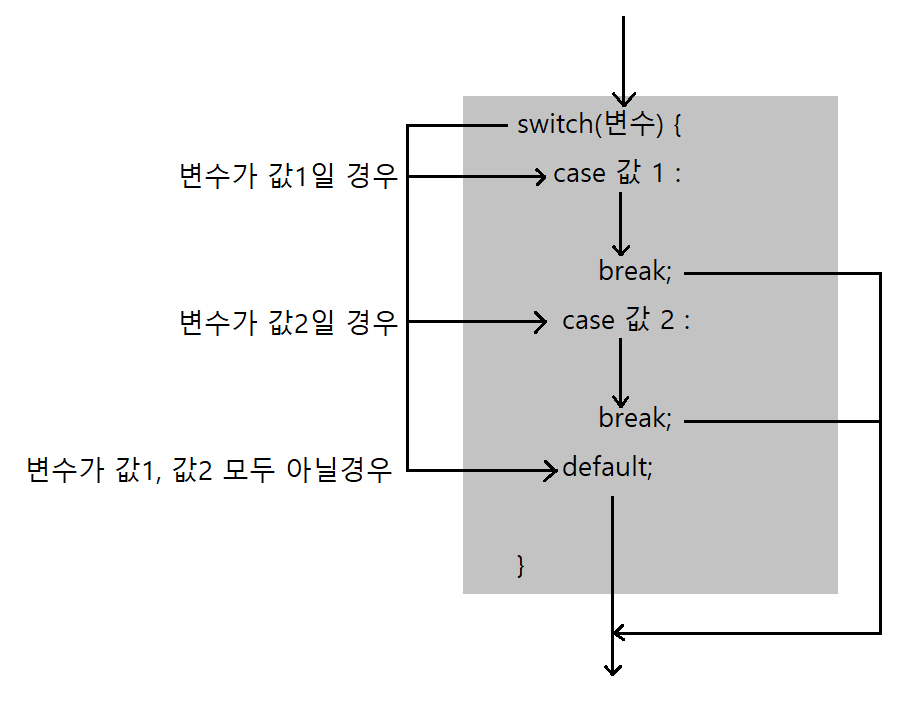 switch(변수) {
변수가 값1일 경우
case 값 1 :
break;
변수가 값2일 경우
case 값 2 :
break;
변수가 값1, 값2 모두 아닐경우
default;
}